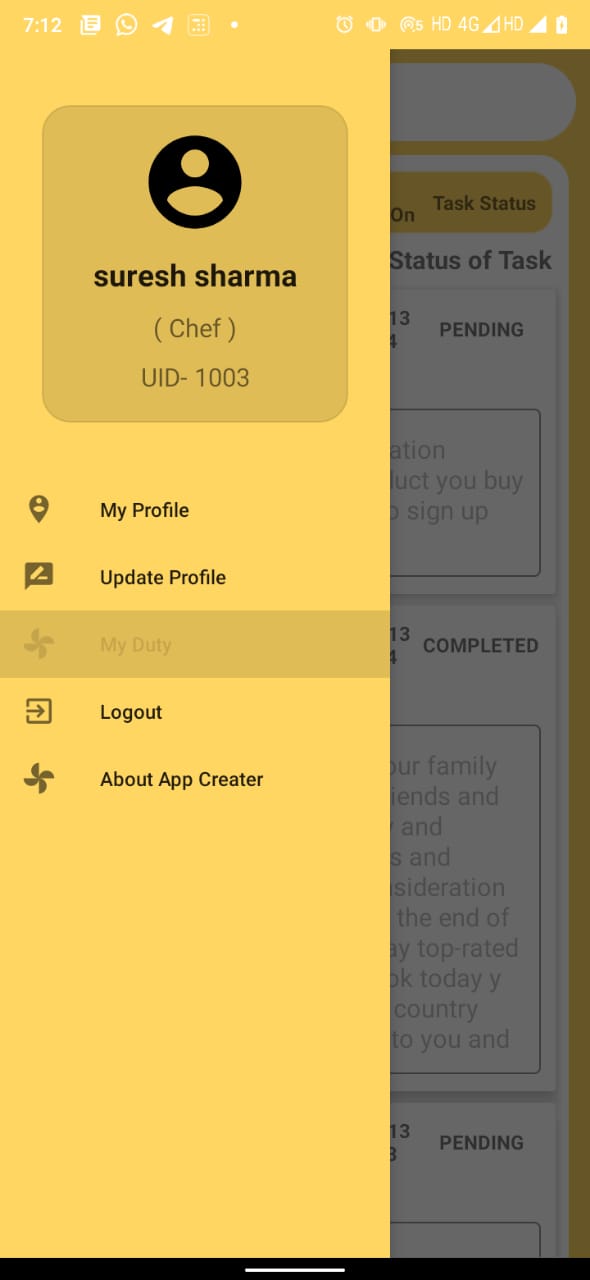 7:12
5 HD 4G HD
suresh sharma
( Chef )
UID- 1003
My Profile
Update Profile
My Duty
Logout
About App Creater
On Task Status
Status of Task
13
4
PENDING
ation
duct you buy
o sign up
13
4
COMPLETED
our family
iends and
and
s and
sideration
the end of
ay top-rated
ok today y
country
to you and
13
3
PENDING